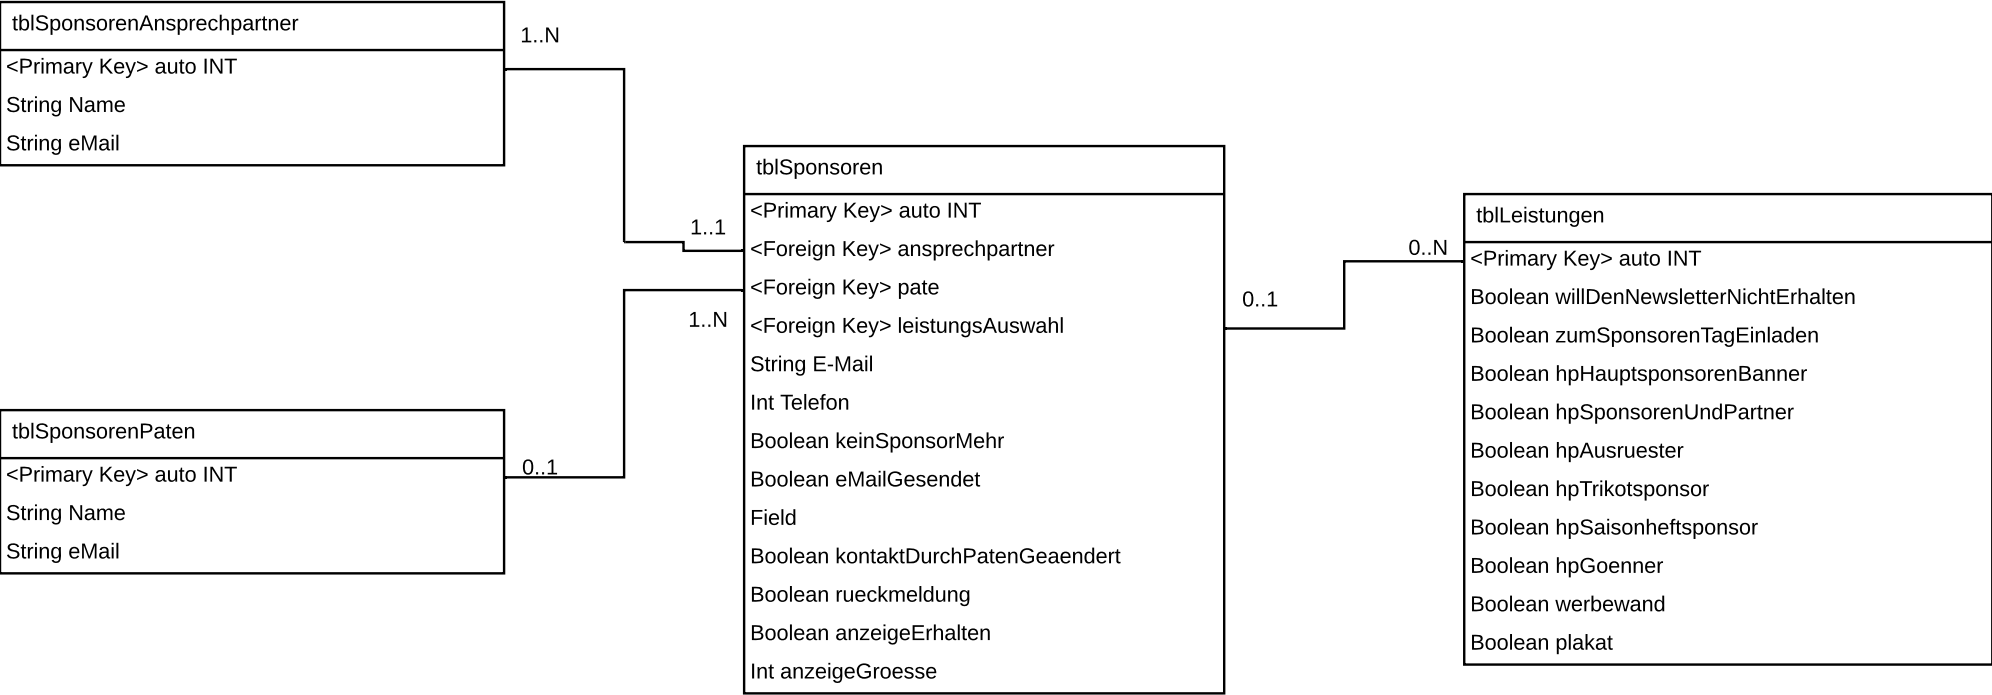 tblSponsorenAnsprechpartner
<Primary Key> auto INT
String Name
String eMail
1..N
1..1
tblSponsorenPaten
<Primary Key> auto INT
String Name
String eMail
0..1
1..N
tblSponsoren
<Primary Key> auto INT
<Foreign Key> ansprechpartner
<Foreign Key> pate
<Foreign Key> leistungsAuswahl
String E-Mail
Int Telefon
Boolean keinSponsorMehr
Boolean eMailGesendet
Field
Boolean kontaktDurchPatenGeaendert
Boolean rueckmeldung
Boolean anzeigeErhalten
Int anzeigeGroesse
0..1
0..N
tblLeistungen
<Primary Key> auto INT
Boolean willDenNewsletterNichtErhalten
Boolean zumSponsorenTagEinladen
Boolean hpHauptsponsorenBanner
Boolean hpSponsorenUndPartner
Boolean hpAusruester
Boolean hpTrikotsponsor
Boolean hpSaisonheftsponsor
Boolean hpGoenner
Boolean werbewand
Boolean plakat